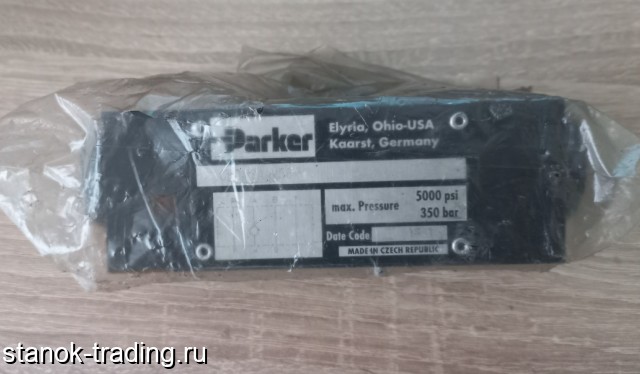 Parker
Elyria, Ohio-USA
Kaarst, Germany
max. Pressure
5000 psi
350 bar
Date Code
MADE IN CZECH REPUBLIC
stanok-trading.ru